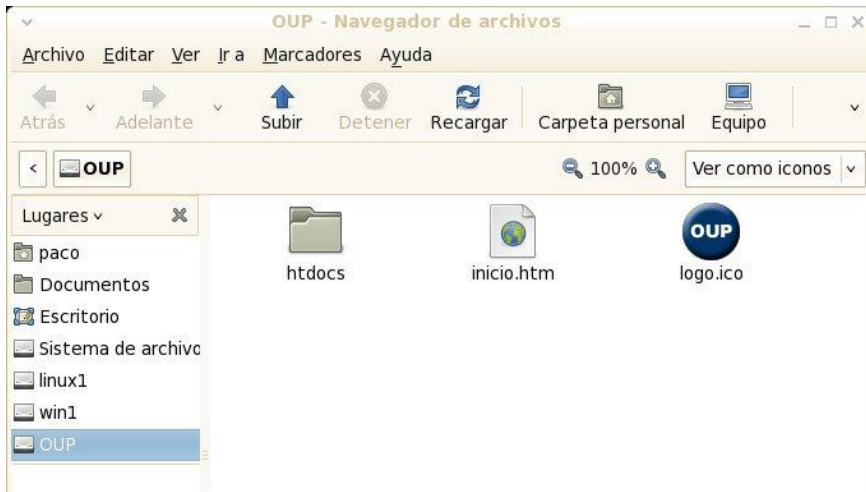 OUP - Navegador de archivos
Archivo Editar Ver Ir a Marcadores Ayuda
Atrás Adelante Subir Detener Recargar Carpeta personal Equipo
OUP 100% Ver como iconos
Lugares
paco
Documentos
Escritorio
Sistema de archivo
linux1
win1
OUP
htdocs
inicio.htm
OUP
logo.ico